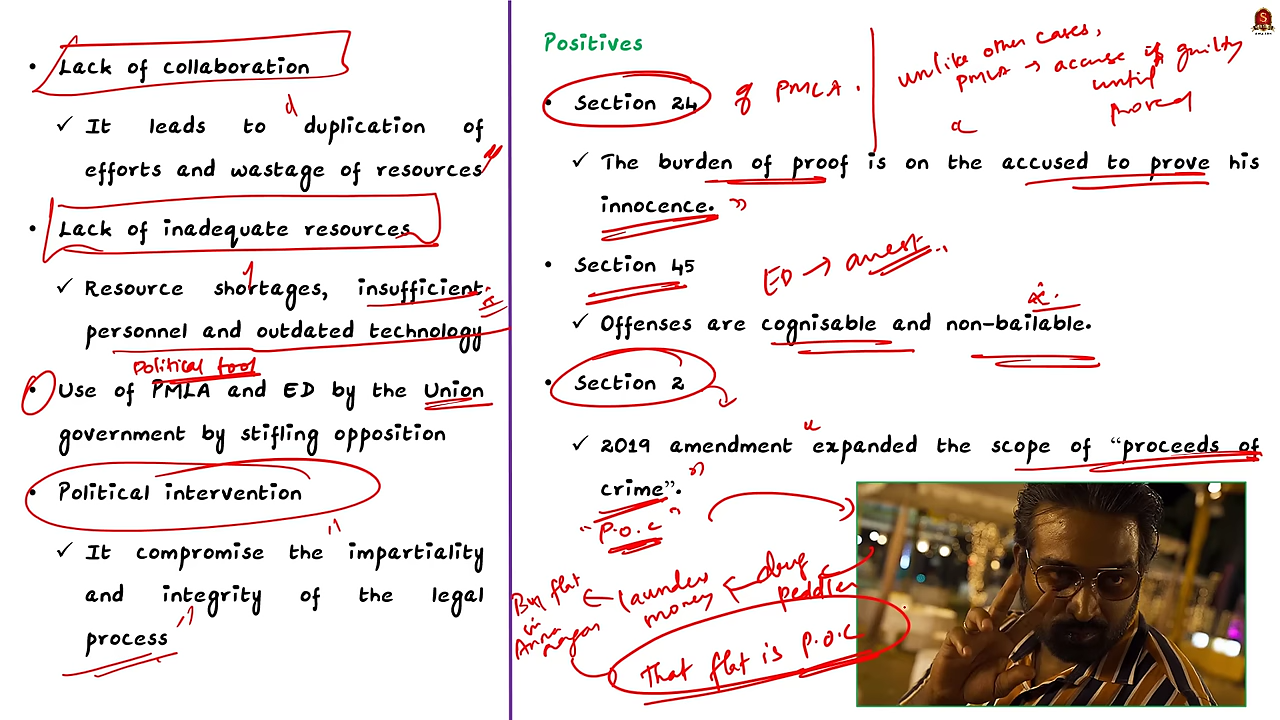 • Lack of collaboration
✓ It leads to duplication of
efforts and wastage of resources
• Lack of inadequate resources
✓ Resource shortages, insufficient
personnel and outdated technology
Political tool
• Use of PMLA and ED by the Union
government by stifling opposition
• Political intervention
✓ It compromise the impartiality
and integrity of the legal
process
Positives
• Section 24 of PMLA.
unlike other cases,
PMLA → accuse is guilty
until
proved
✓ The burden of proof is on the accused to prove his
innocence.
• Section 45
ED → arrest
✓ Offenses are cognisable and non-bailable.
• Section 2
✓ 2019 amendment expanded the scope of “proceeds of
crime”.
"P.O.C"
drug
peddler
launder
money
Buy flat
in
Anna
nagar
That flat is P.O.C
S